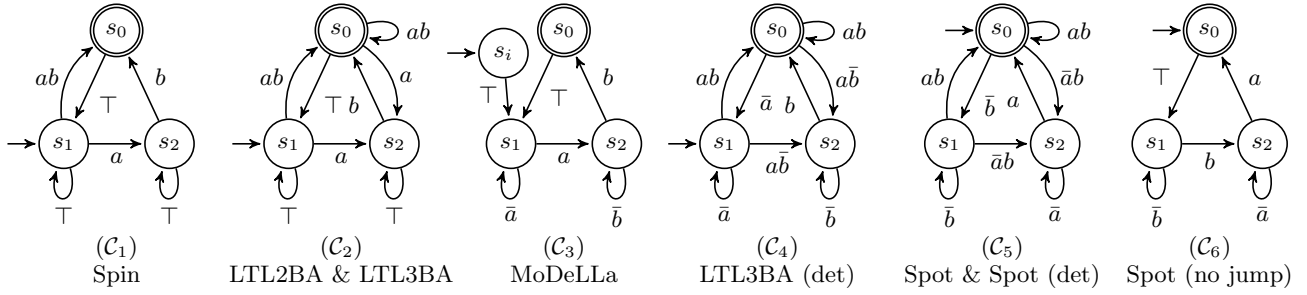 s₀ s₀ ab sᵢ s₀ s₀ ab s₀ ab s₀
ab b ab a b ab ab̄ ab āb ⊤ a
⊤ ⊤ b ⊤ ⊤ ā b b̄ a
s₁ s₂ s₁ s₂ s₁ s₂ s₁ s₂ s₁ s₂ s₁ s₂
a a a ab̄ āb b
⊤ ⊤ ⊤ ⊤ ā b̄ ā b̄ b̄ ā b̄ ā
(𝒞₁) (𝒞₂) (𝒞₃) (𝒞₄) (𝒞₅) (𝒞₆)
Spin LTL2BA & LTL3BA MoDeLLa LTL3BA (det) Spot & Spot (det) Spot (no jump)